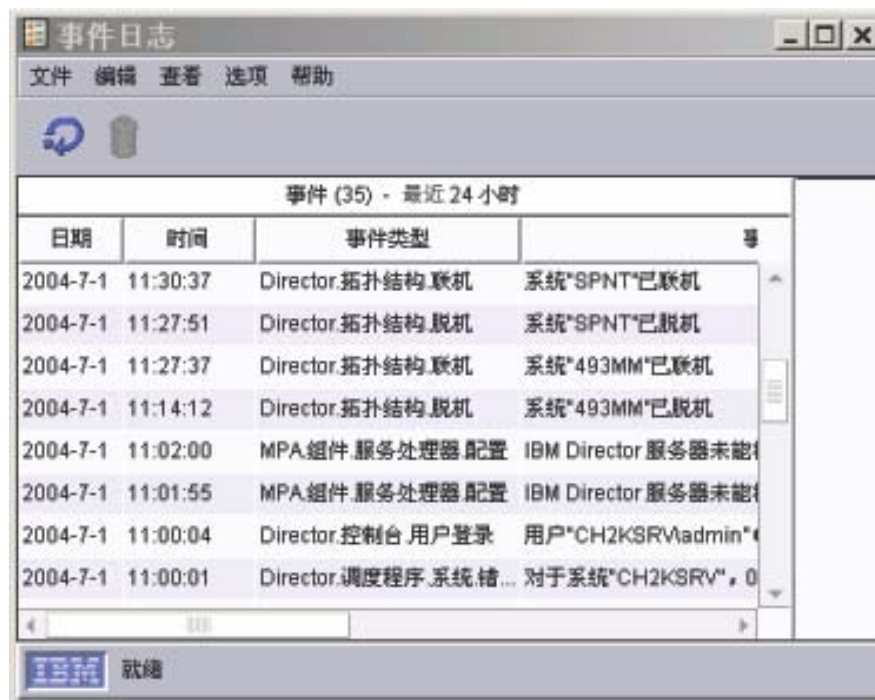 事件日志
文件 编辑 查看 选项 帮助
事件 (35) - 最近 24 小时
日期 时间 事件类型
2004-7-1 11:30:37 Director.拓扑结构.联机 系统"SPNT"已联机
2004-7-1 11:27:51 Director.拓扑结构.脱机 系统"SPNT"已脱机
2004-7-1 11:27:37 Director.拓扑结构.联机 系统"493MM"已联机
2004-7-1 11:14:12 Director.拓扑结构.脱机 系统"493MM"已脱机
2004-7-1 11:02:00 MPA.组件.服务处理器.配置 IBM Director 服务器未能
2004-7-1 11:01:55 MPA.组件.服务处理器.配置 IBM Director 服务器未能
2004-7-1 11:00:04 Director.控制台.用户登录 用户"CH2KSRV\admin"
2004-7-1 11:00:01 Director.调度程序.系统.错... 对于系统"CH2KSRV"，0
IBM 就绪